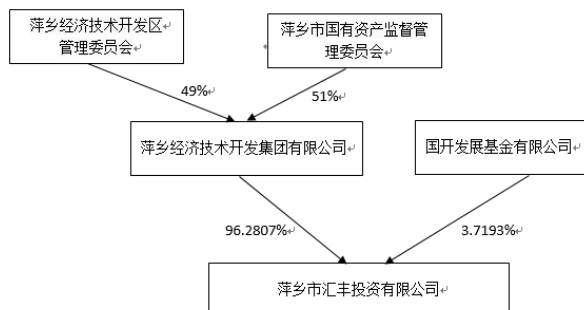 萍乡经济技术开发区
管理委员会
萍乡市国有资产监督管
理委员会
49%
51%
萍乡经济技术开发集团有限公司
国开发展基金有限公司
96.2807%
3.7193%
萍乡市汇丰投资有限公司